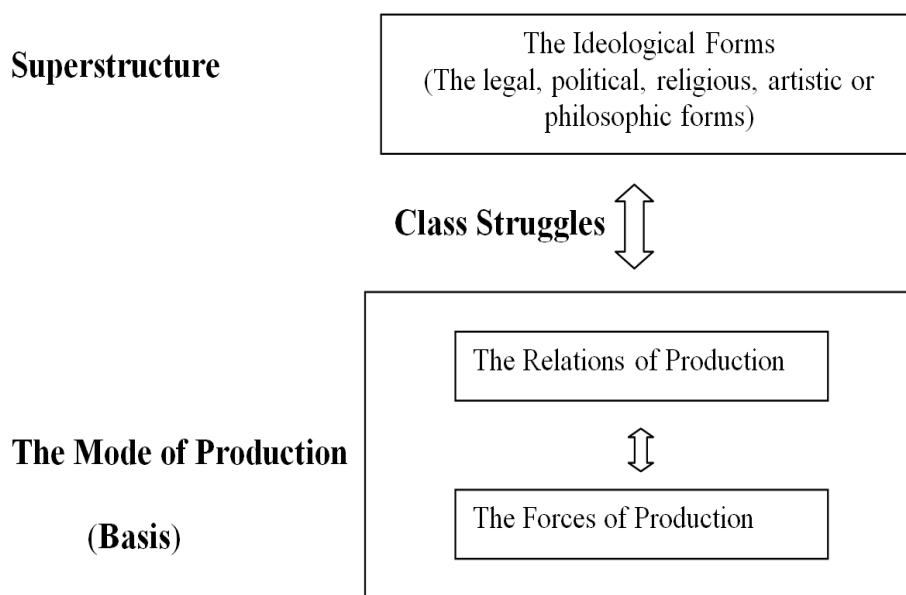 Superstructure
The Ideological Forms
(The legal, political, religious, artistic or
philosophic forms)
Class Struggles
The Relations of Production
The Mode of Production
(Basis)
The Forces of Production